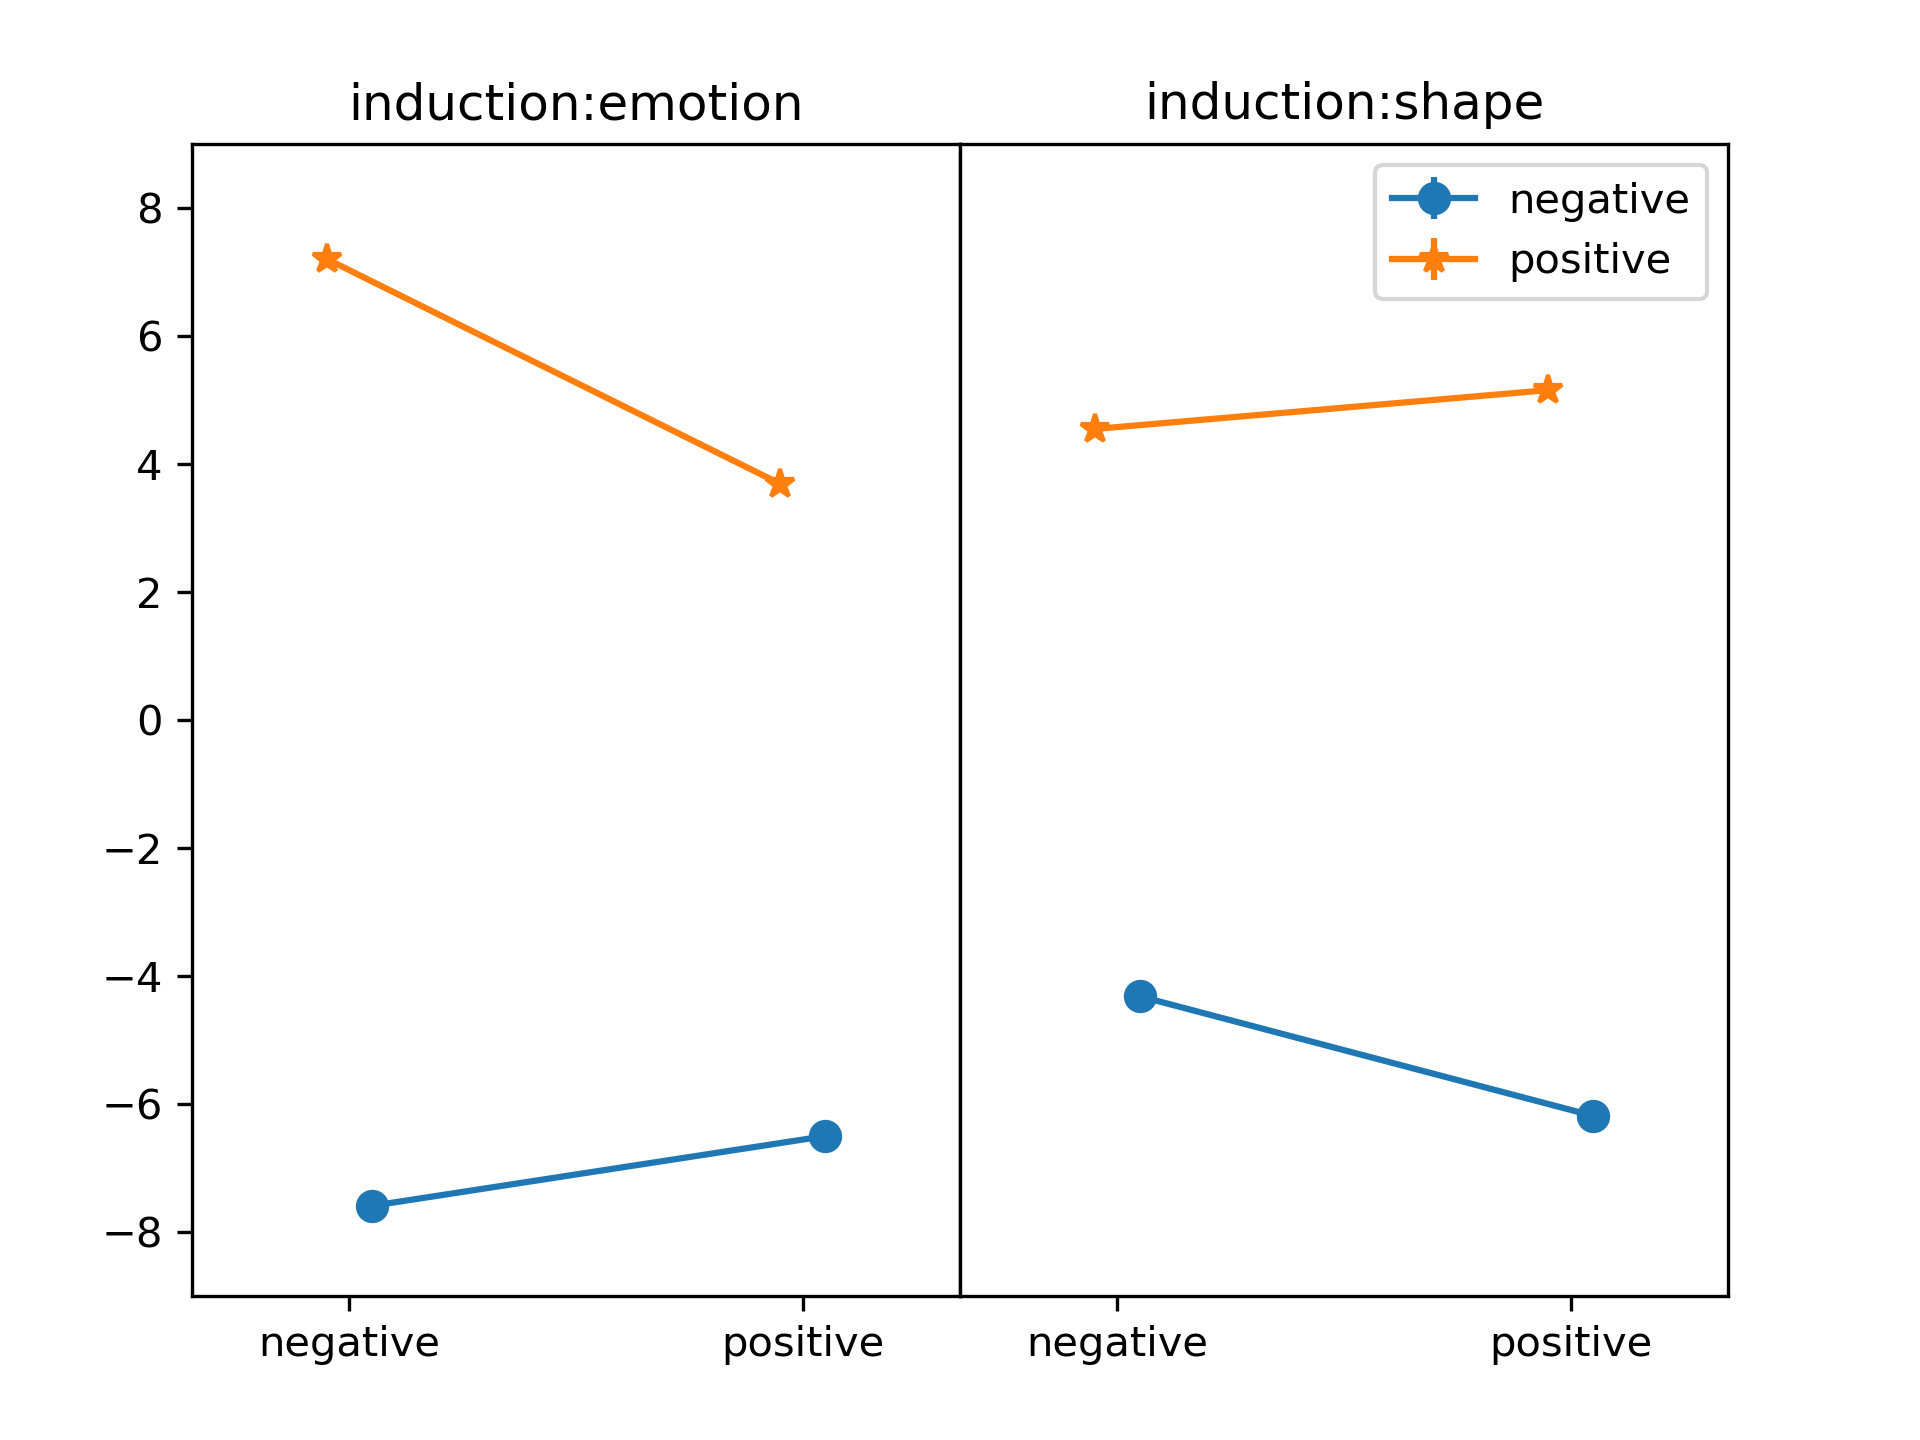 induction:emotion
induction:shape
negative
positive
8
6
4
2
0
−2
−4
−6
−8
negative positive negative positive